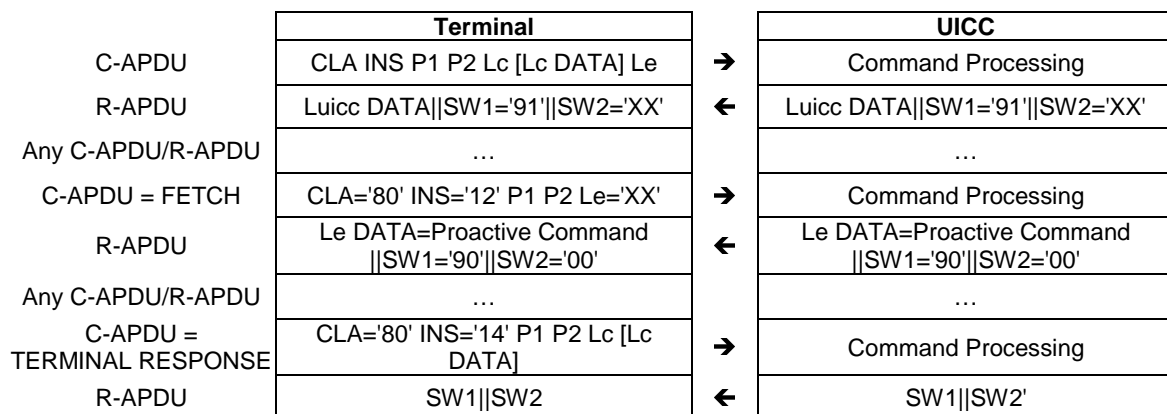 Terminal UICC
C-APDU CLA INS P1 P2 Lc [Lc DATA] Le → Command Processing
R-APDU Luicc DATA||SW1='91'||SW2='XX' ← Luicc DATA||SW1='91'||SW2='XX'
Any C-APDU/R-APDU … …
C-APDU = FETCH CLA='80' INS='12' P1 P2 Le='XX' → Command Processing
R-APDU Le DATA=Proactive Command ← Le DATA=Proactive Command
||SW1='90'||SW2='00' ||SW1='90'||SW2='00'
Any C-APDU/R-APDU … …
C-APDU = CLA='80' INS='14' P1 P2 Lc [Lc → Command Processing
TERMINAL RESPONSE DATA]
R-APDU SW1||SW2 ← SW1||SW2'